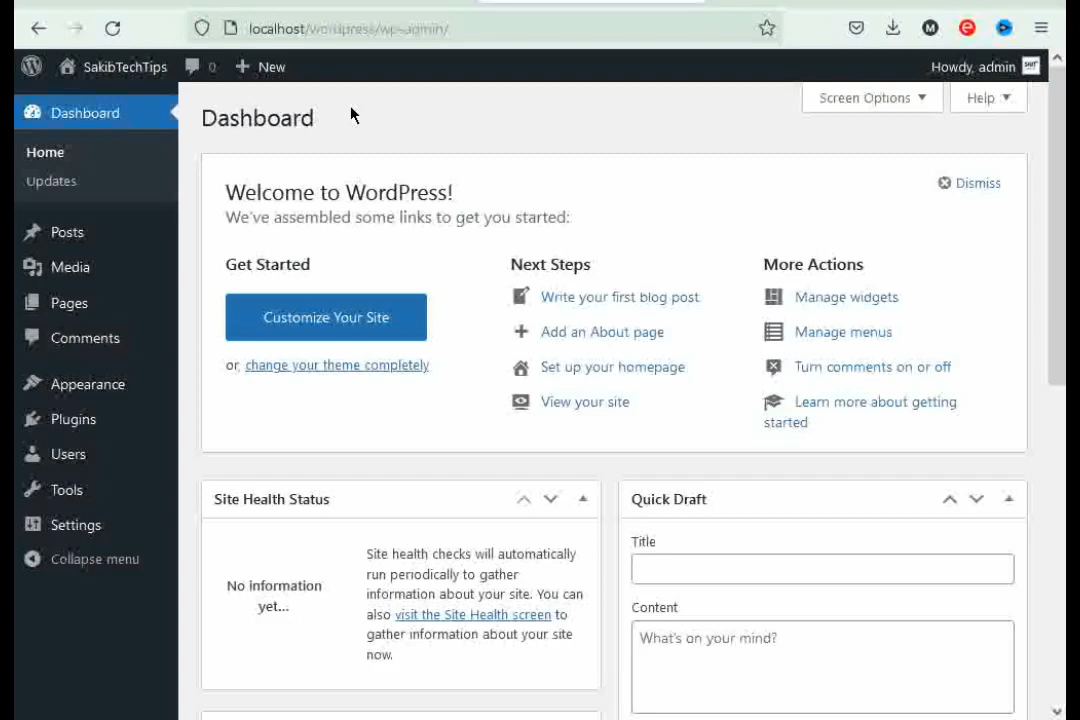 localhost/wordpress/wp-admin/
SakibTechTips
0
New
Howdy, admin
Screen Options
Help
Dashboard
Home
Updates
Posts
Media
Pages
Comments
Appearance
Plugins
Users
Tools
Settings
Collapse menu
Dashboard
Welcome to WordPress!
We've assembled some links to get you started:
Dismiss
Get Started
Customize Your Site
or, change your theme completely
Next Steps
Write your first blog post
Add an About page
Set up your homepage
View your site
More Actions
Manage widgets
Manage menus
Turn comments on or off
Learn more about getting
started
Site Health Status
No information
yet...
Site health checks will automatically
run periodically to gather
information about your site. You can
also visit the Site Health screen to
gather information about your site
now.
Quick Draft
Title
Content
What's on your mind?